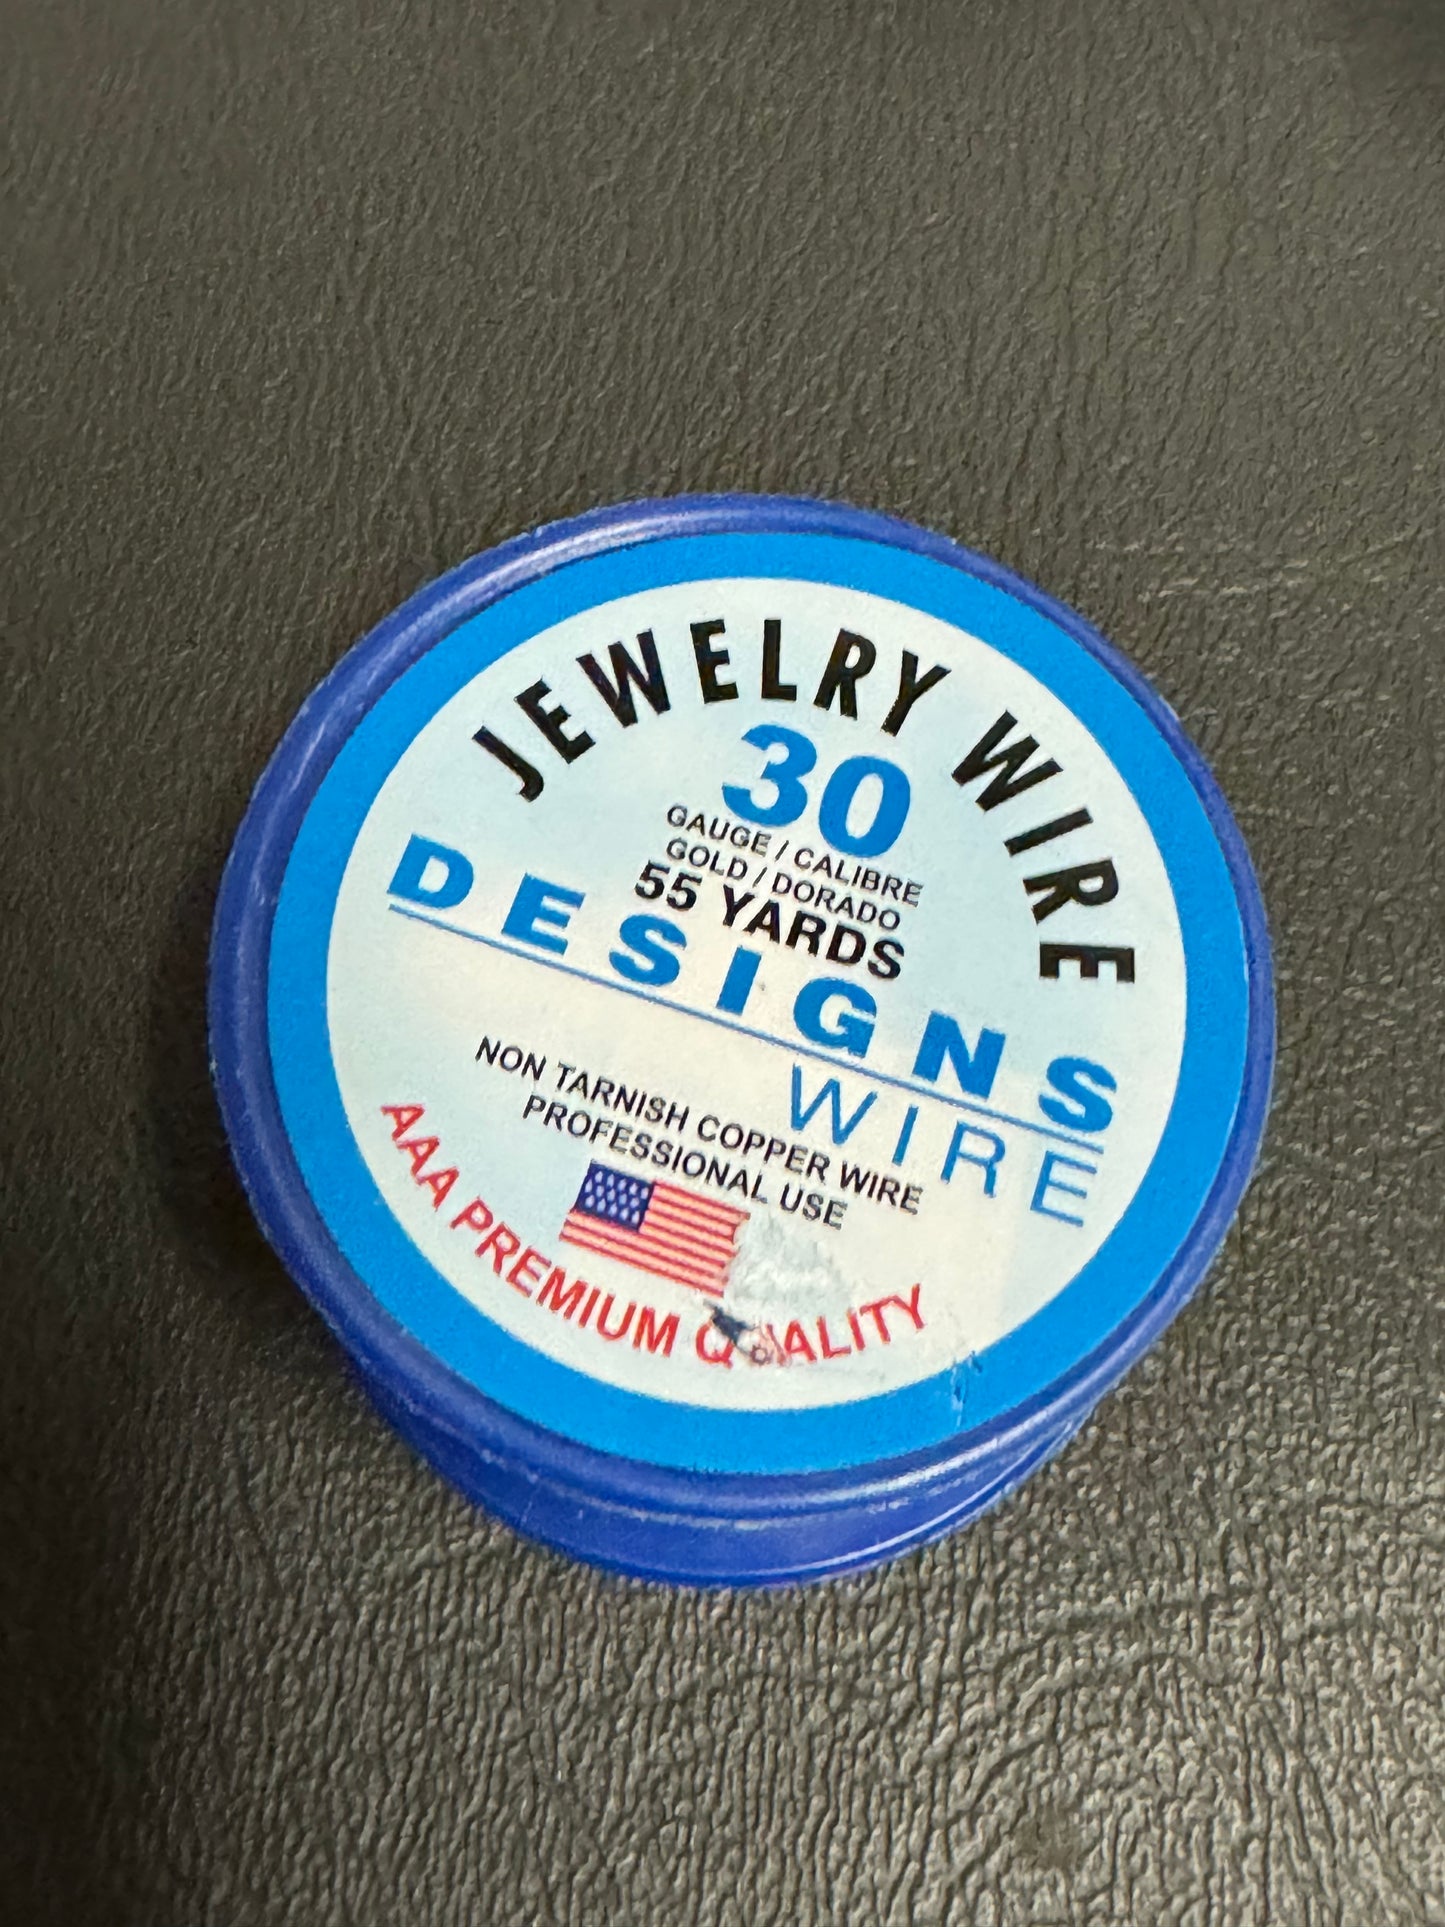 JEWELRY WIRE
30
GAUGE / CALIBRE
GOLD / DORADO
55 YARDS
DESIGNS
WIRE
NON TARNISH COPPER WIRE
PROFESSIONAL USE
AAA PREMIUM QUALITY